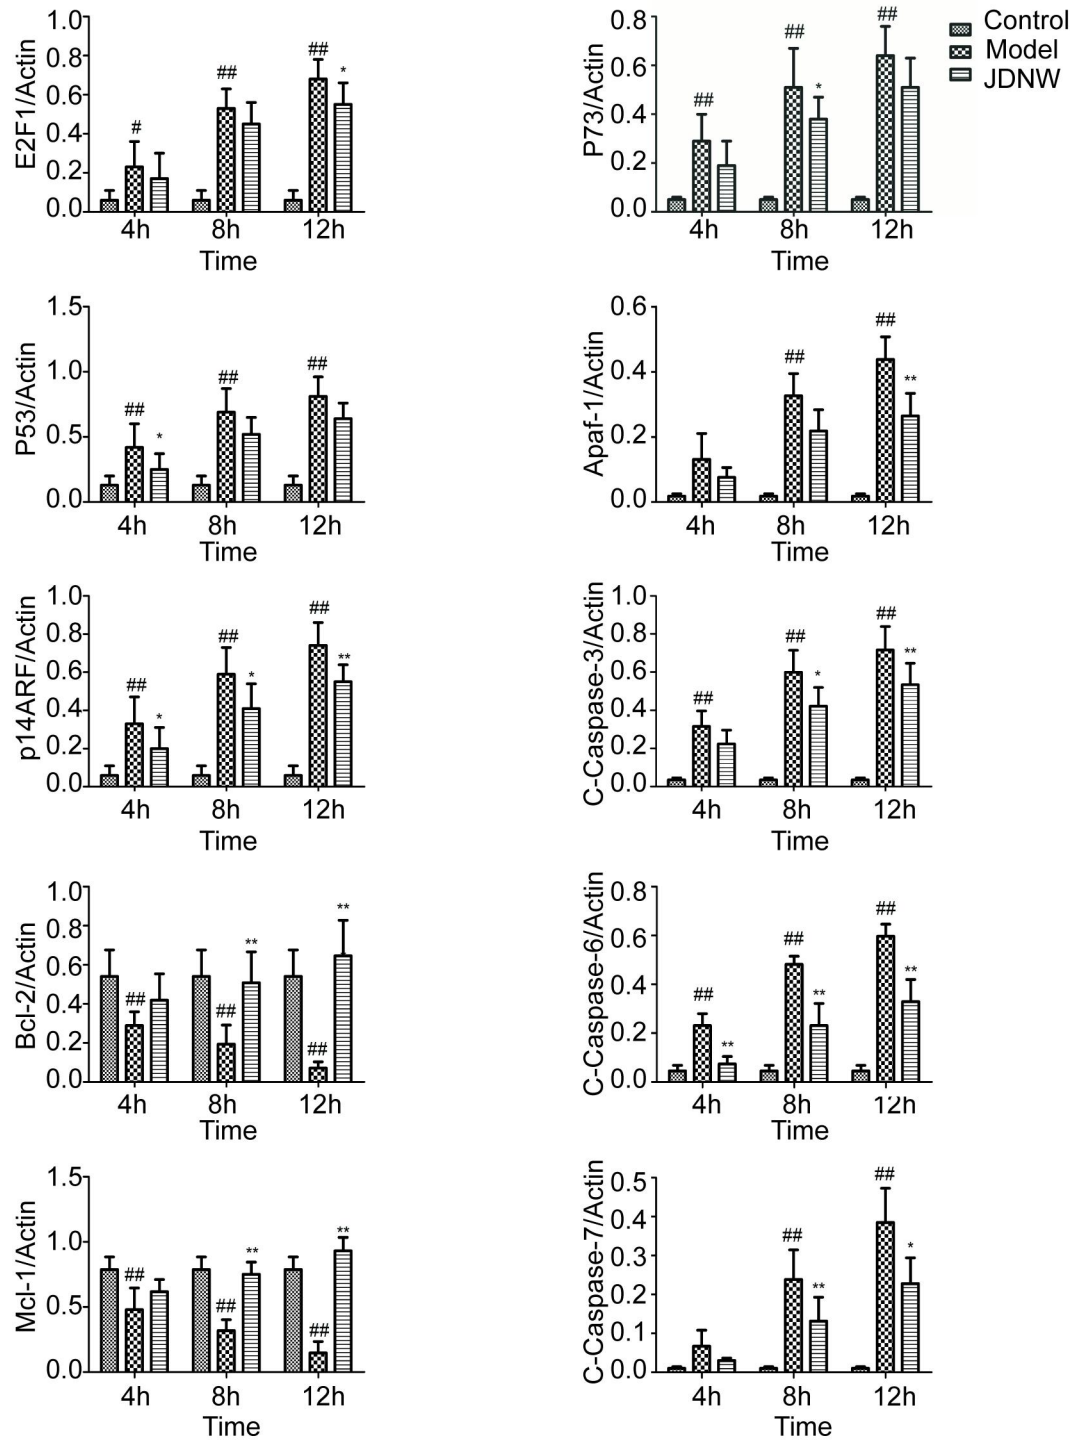 Control
Model
JDNW
E2F1/Actin
1.0
0.8
0.6
0.4
0.2
0.0
#
##
##
*
4h 8h 12h
Time
P73/Actin
0.8
0.6
0.4
0.2
0.0
##
##
*
##
4h 8h 12h
Time
P53/Actin
1.5
1.0
0.5
0.0
##
*
##
##
4h 8h 12h
Time
Apaf-1/Actin
0.6
0.4
0.2
0.0
##
##
**
4h 8h 12h
Time
p14ARF/Actin
1.0
0.8
0.6
0.4
0.2
0.0
##
*
##
*
##
**
4h 8h 12h
Time
C-Caspase-3/Actin
1.0
0.8
0.6
0.4
0.2
0.0
##
##
*
##
**
4h 8h 12h
Time
Bcl-2/Actin
1.0
0.8
0.6
0.4
0.2
0.0
##
##
**
##
**
4h 8h 12h
Time
C-Caspase-6/Actin
0.8
0.6
0.4
0.2
0.0
##
**
##
**
##
**
4h 8h 12h
Time
Mcl-1/Actin
1.5
1.0
0.5
0.0
##
##
**
##
**
4h 8h 12h
Time
C-Caspase-7/Actin
0.5
0.4
0.3
0.2
0.1
0.0
##
**
##
*
4h 8h 12h
Time